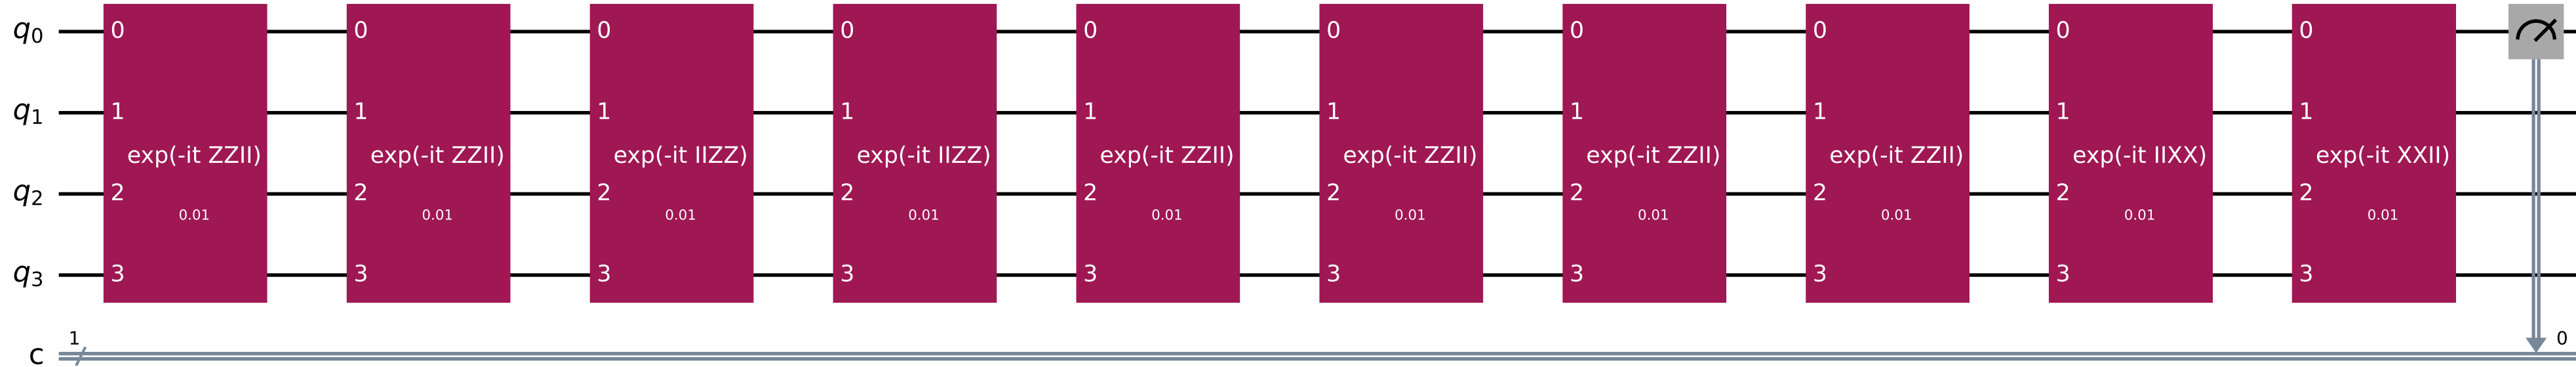 q0 0 0 0 0 0 0 0 0 0 0
q1 1 1 1 1 1 1 1 1 1 1
exp(-it ZZII) exp(-it ZZII) exp(-it IIZZ) exp(-it IIZZ) exp(-it ZZII) exp(-it ZZII) exp(-it ZZII) exp(-it ZZII) exp(-it IIXX) exp(-it XXII)
q2 2 2 2 2 2 2 2 2 2 2
0.01 0.01 0.01 0.01 0.01 0.01 0.01 0.01 0.01 0.01
q3 3 3 3 3 3 3 3 3 3 3
1 0
c